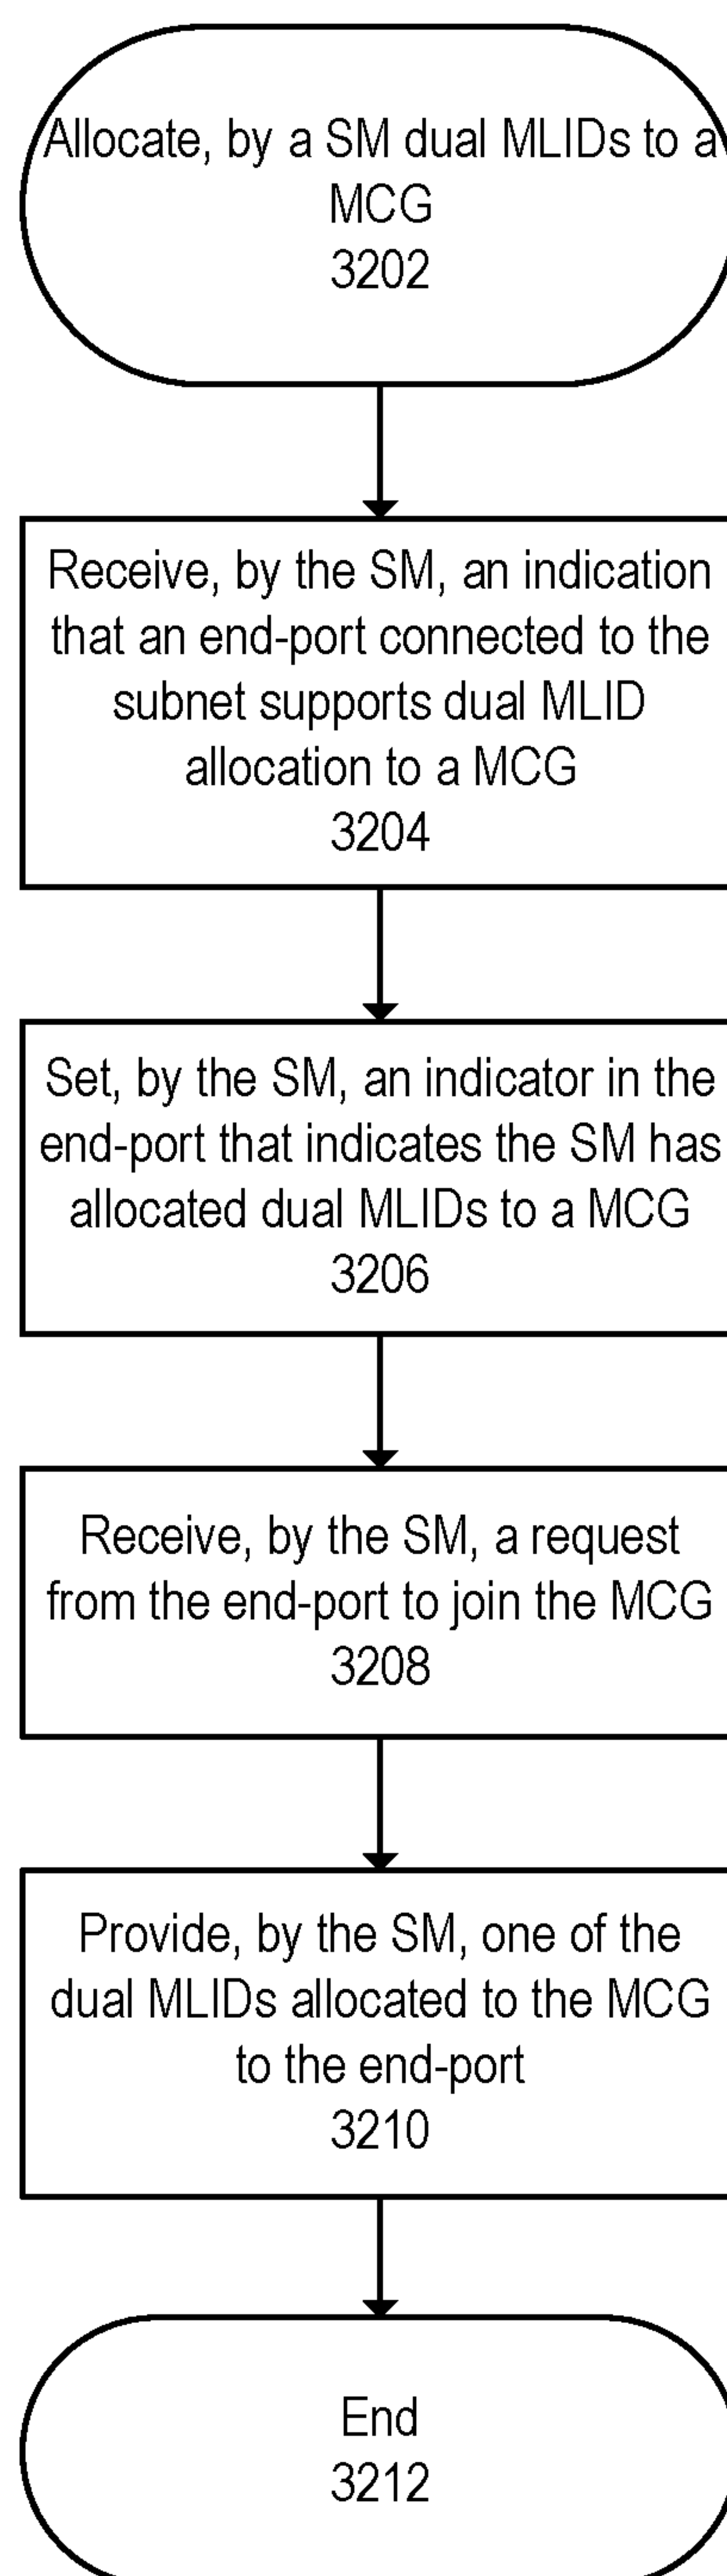 Allocate, by a SM dual MLIDs to a
MCG
3202
Receive, by the SM, an indication
that an end-port connected to the
subnet supports dual MLID
allocation to a MCG
3204
Set, by the SM, an indicator in the
end-port that indicates the SM has
allocated dual MLIDs to a MCG
3206
Receive, by the SM, a request
from the end-port to join the MCG
3208
Provide, by the SM, one of the
dual MLIDs allocated to the MCG
to the end-port
3210
End
3212